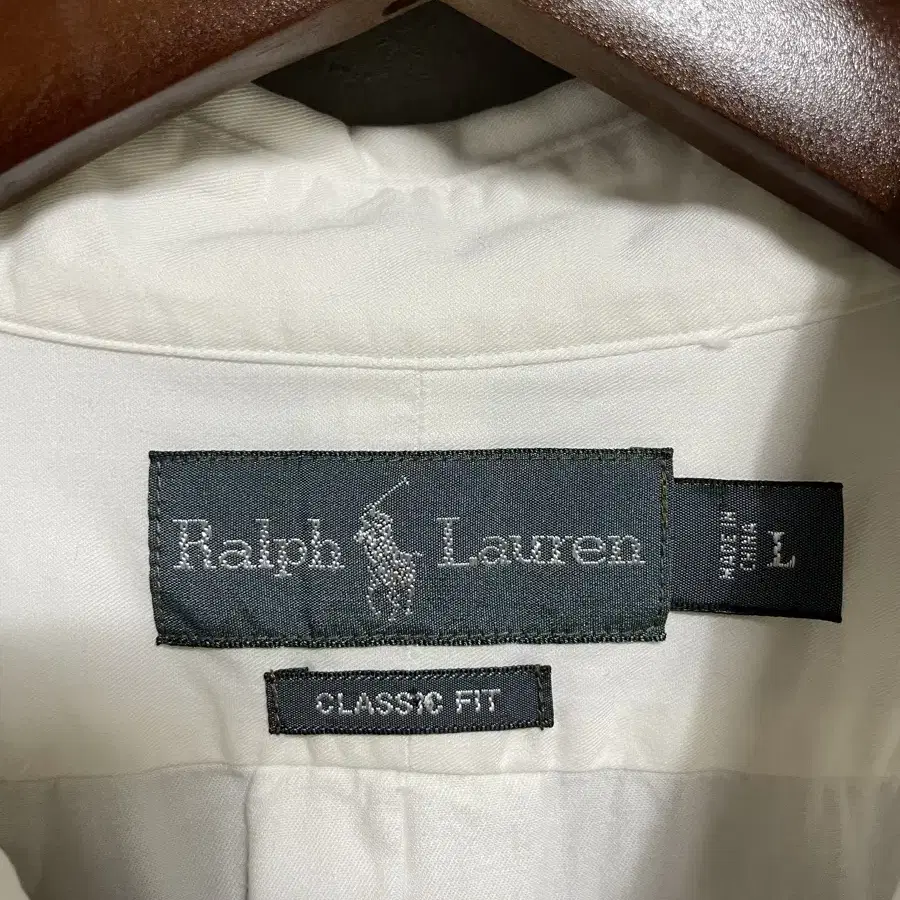 Ralph Lauren
MADE IN
CHINA
L
CLASSIC FIT